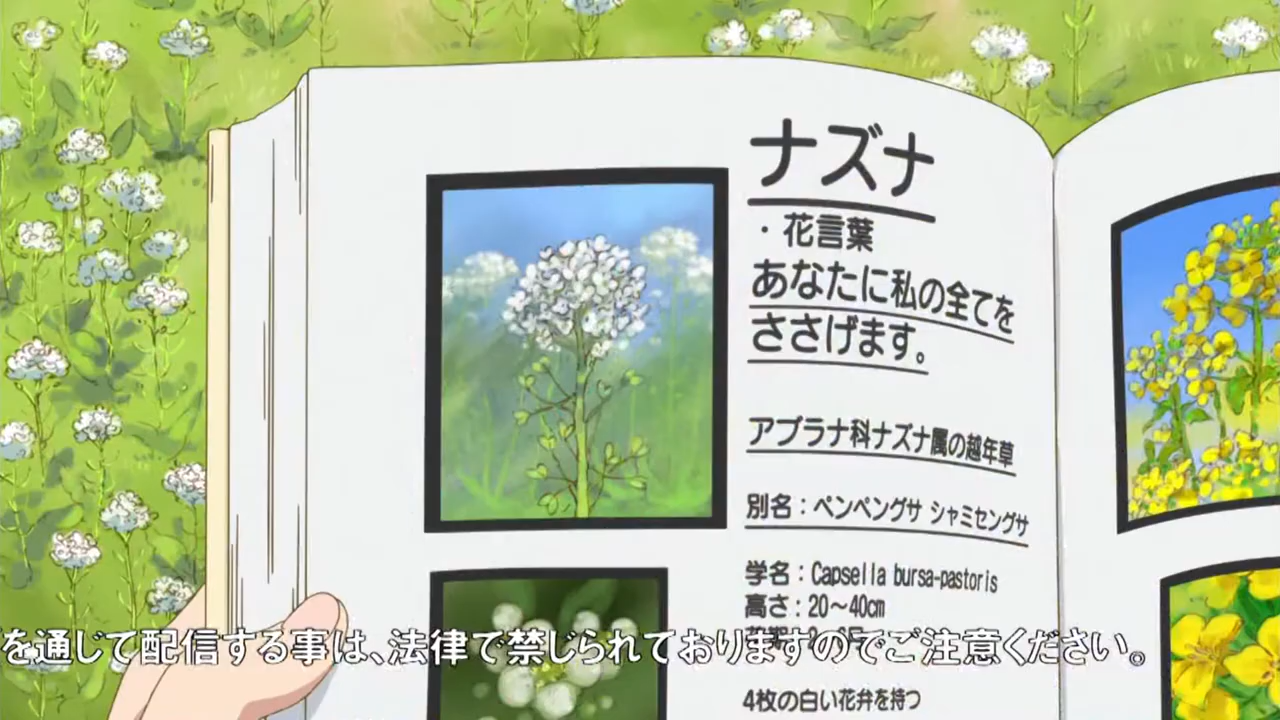 ナズナ
・花言葉
あなたに私の全てを
ささげます。
アブラナ科ナズナ属の越年草
別名：ペンペングサ シャミセングサ
学名：Capsella bursa-pastoris
高さ：20～40cm
を通じて配信する事は、法律で禁じられておりますのでご注意ください。
4枚の白い花弁を持つ